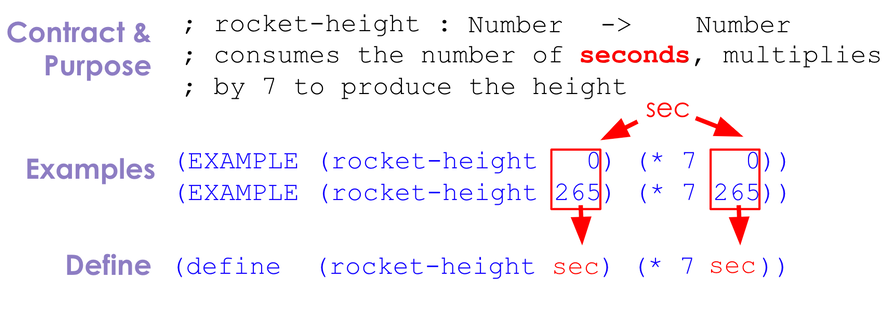 Contract & ; rocket-height : Number -> Number
Purpose ; consumes the number of seconds, multiplies
; by 7 to produce the height
sec
Examples (EXAMPLE (rocket-height 0) (* 7 0))
(EXAMPLE (rocket-height 265) (* 7 265))
Define (define (rocket-height sec) (* 7 sec))